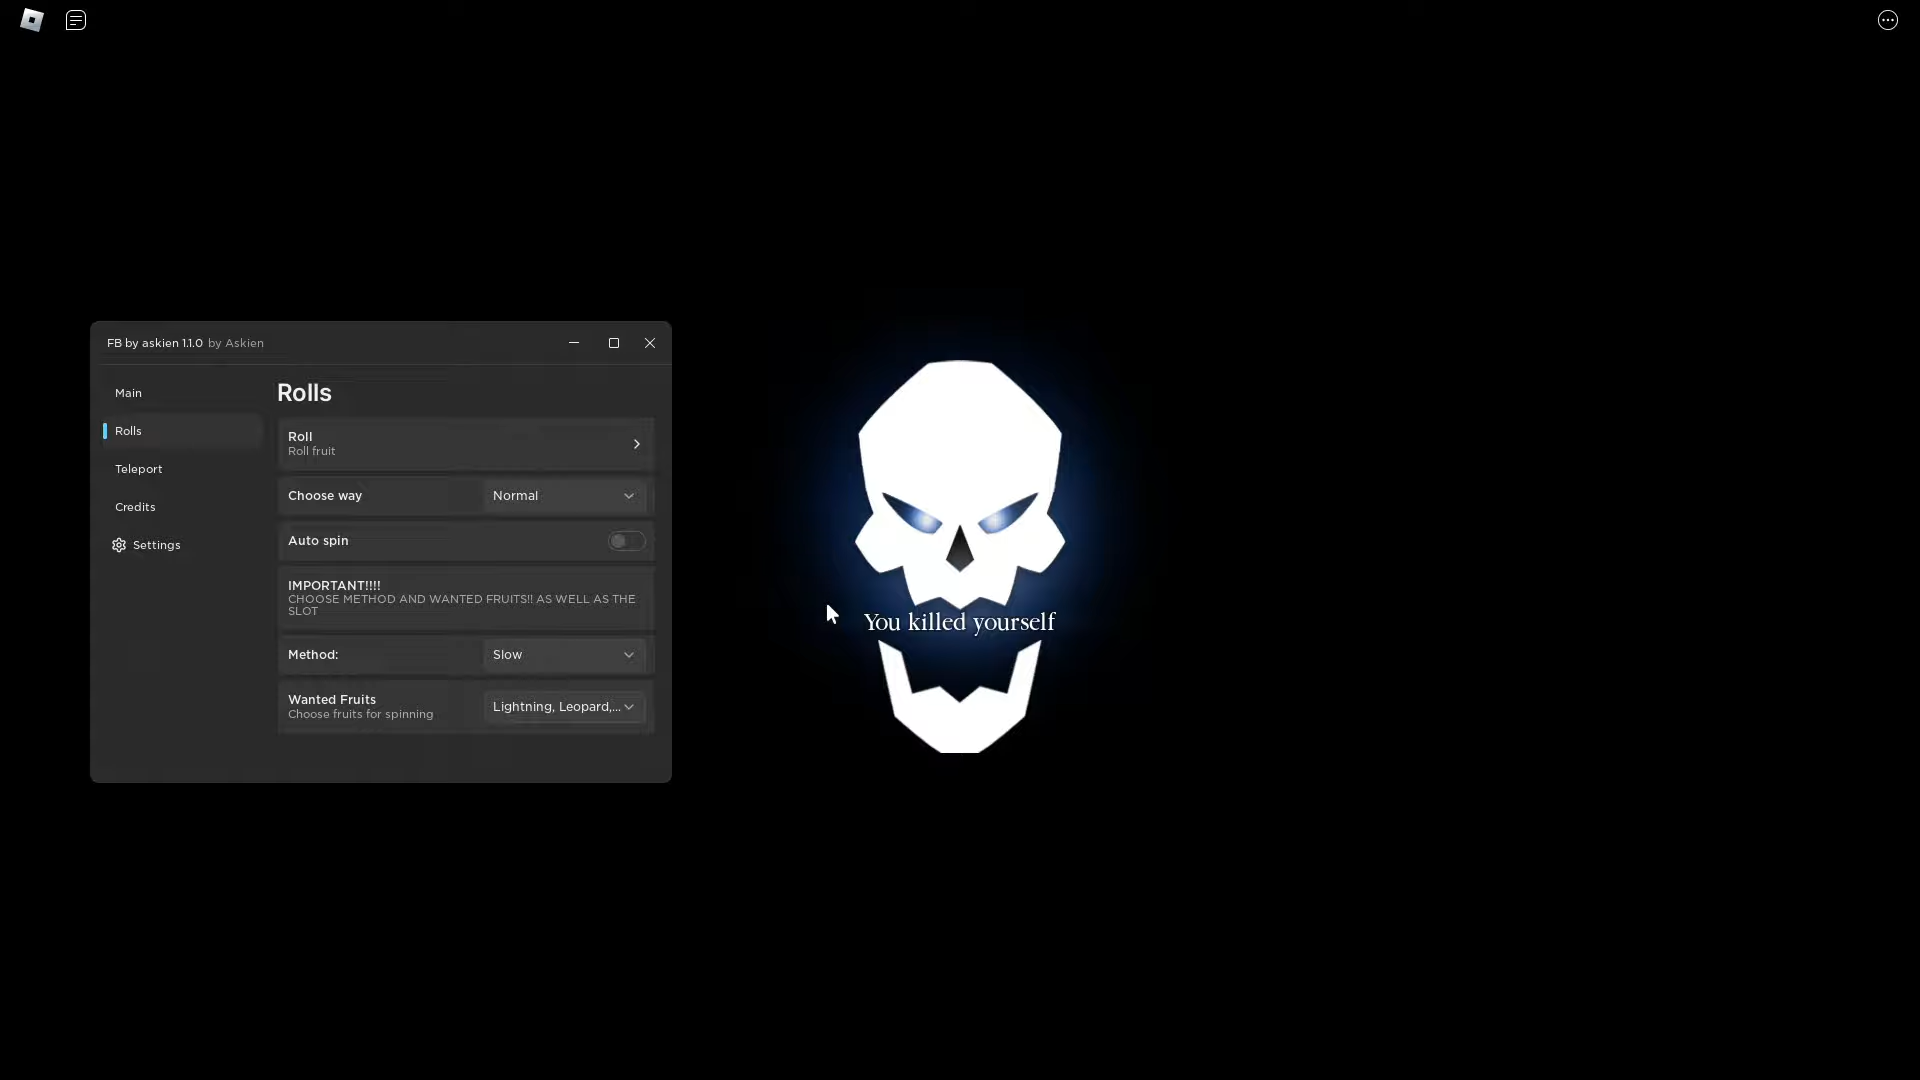 FB by askien 1.1.0 by Askien
Main
Rolls
Teleport
Credits
Settings
Rolls
Roll
Roll fruit
Choose way
Normal
Auto spin
IMPORTANT!!!!
CHOOSE METHOD AND WANTED FRUITS!! AS WELL AS THE
SLOT
Method:
Slow
Wanted Fruits
Choose fruits for spinning
Lightning, Leopard,...
You killed yourself